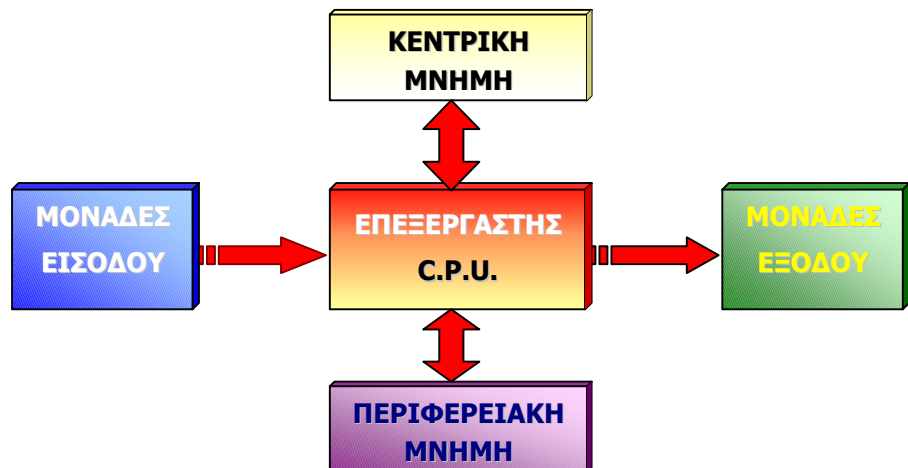 ΚΕΝΤΡΙΚΗ
ΜΝΗΜΗ
ΜΟΝΑΔΕΣ
ΕΙΣΟΔΟΥ
ΕΠΕΞΕΡΓΑΣΤΗΣ
C.P.U.
ΜΟΝΑΔΕΣ
ΕΞΟΔΟΥ
ΠΕΡΙΦΕΡΕΙΑΚΗ
ΜΝΗΜΗ